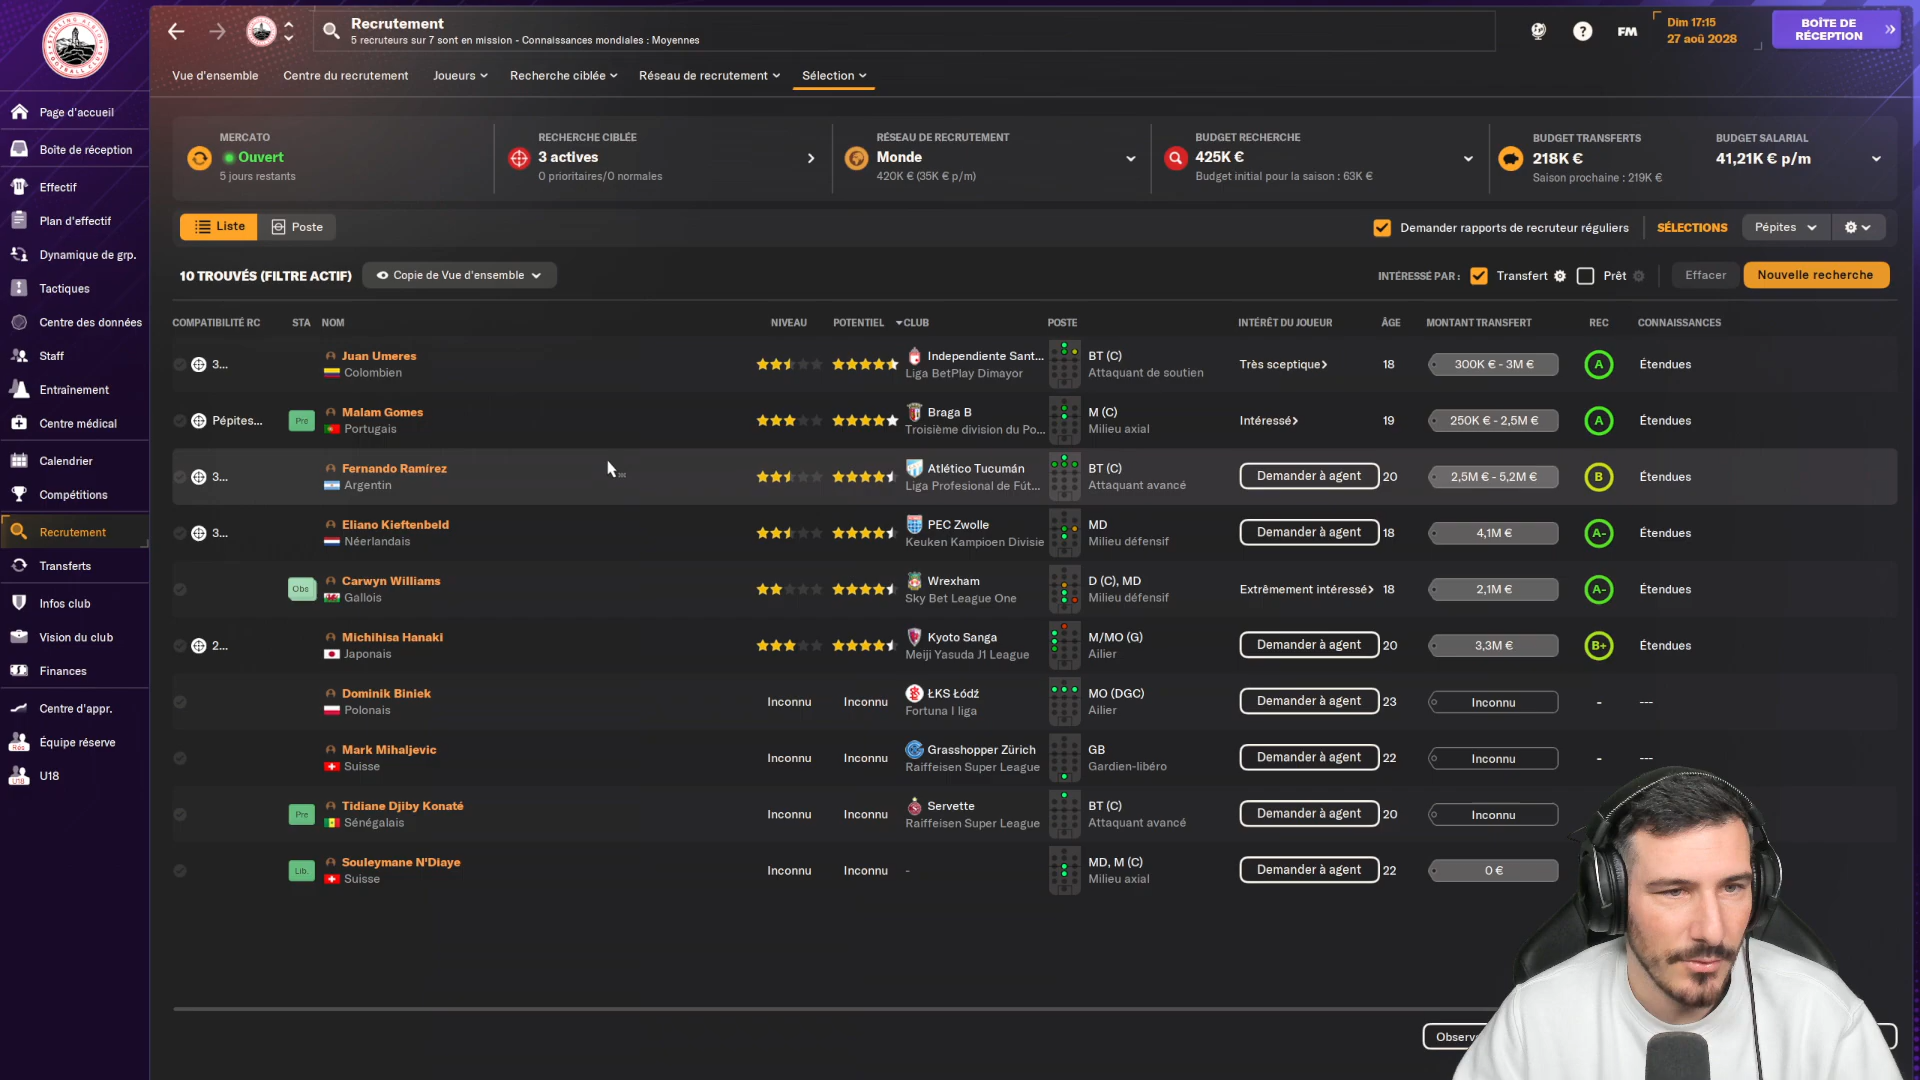 Recrutement
5 recruteurs sur 7 sont en mission - Connaissances mondiales : Moyennes
FM
Dim 17:15
27 aoû 2028
BOÎTE DE
RÉCEPTION
Vue d'ensemble
Centre du recrutement
Joueurs
Recherche ciblée
Réseau de recrutement
Sélection
Page d'accueil
Boîte de réception
Effectif
Plan d'effectif
Dynamique de grp.
Tactiques
Centre des données
Staff
Entraînement
Centre médical
Calendrier
Compétitions
Recrutement
Transferts
Infos club
Vision du club
Finances
Centre d'appr.
Équipe réserve
U18
MERCATO
Ouvert
5 jours restants
RECHERCHE CIBLÉE
3 actives
0 prioritaires/0 normales
RÉSEAU DE RECRUTEMENT
Monde
420K € (35K € p/m)
BUDGET RECHERCHE
425K €
Budget initial pour la saison : 63K €
BUDGET TRANSFERTS
218K €
Saison prochaine : 219K €
BUDGET SALARIAL
41,21K € p/m
Liste
Poste
Demander rapports de recruteur réguliers
SÉLECTIONS
Pépites
10 TROUVÉS (FILTRE ACTIF)
Copie de Vue d'ensemble
INTÉRESSÉ PAR :
Transfert
Prêt
Effacer
Nouvelle recherche
COMPATIBILITÉ RC STA NOM NIVEAU POTENTIEL CLUB POSTE INTÉRÊT DU JOUEUR ÂGE MONTANT TRANSFERT REC CONNAISSANCES
3... Juan Umeres Independiente Sant... BT (C) Très sceptique 18 300K € - 3M € A Étendues
Colombien Liga BetPlay Dimayor Attaquant de soutien
Pépites... Pré Malam Gomes Braga B M (C) Intéressé 19 250K € - 2,5M € A Étendues
Portugais Troisième division du Po... Milieu axial
3... Fernando Ramírez Atlético Tucumán BT (C) Demander à agent 20 2,5M € - 5,2M € B Étendues
Argentin Liga Profesional de Fút... Attaquant avancé
3... Eliano Kieftenbeld PEC Zwolle MD Demander à agent 18 4,1M € A- Étendues
Néerlandais Keuken Kampioen Divisie Milieu défensif
Obs Carwyn Williams Wrexham D (C), MD Extrêmement intéressé 18 2,1M € A- Étendues
Gallois Sky Bet League One Milieu défensif
2... Michihisa Hanaki Kyoto Sanga M/MO (G) Demander à agent 20 3,3M € B+ Étendues
Japonais Meiji Yasuda J1 League Ailier
Dominik Biniek Inconnu Inconnu ŁKS Łódź MO (DGC) Demander à agent 23 Inconnu - ---
Polonais Fortuna I liga Ailier
Mark Mihaljevic Inconnu Inconnu Grasshopper Zürich GB Demander à agent 22 Inconnu - ---
Suisse Raiffeisen Super League Gardien-libéro
Pre Tidiane Djiby Konaté Inconnu Inconnu Servette BT (C) Demander à agent 20 Inconnu
Sénégalais Raiffeisen Super League Attaquant avancé
Lib. Souleymane N'Diaye Inconnu Inconnu - MD, M (C) Demander à agent 22 0 €
Suisse Milieu axial
Observ